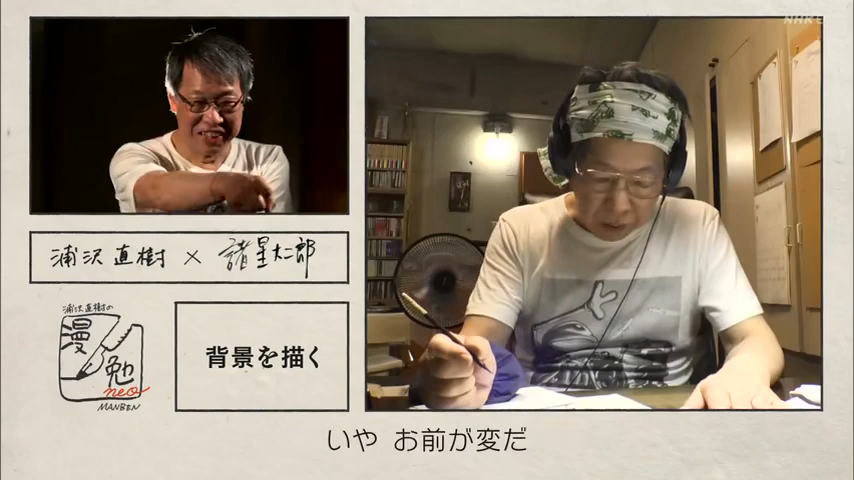 NHKE
浦沢直樹 × 諸星大二郎
浦沢直樹の
漫
勉
neo
MANBEN
背景を描く
いや お前が変だ